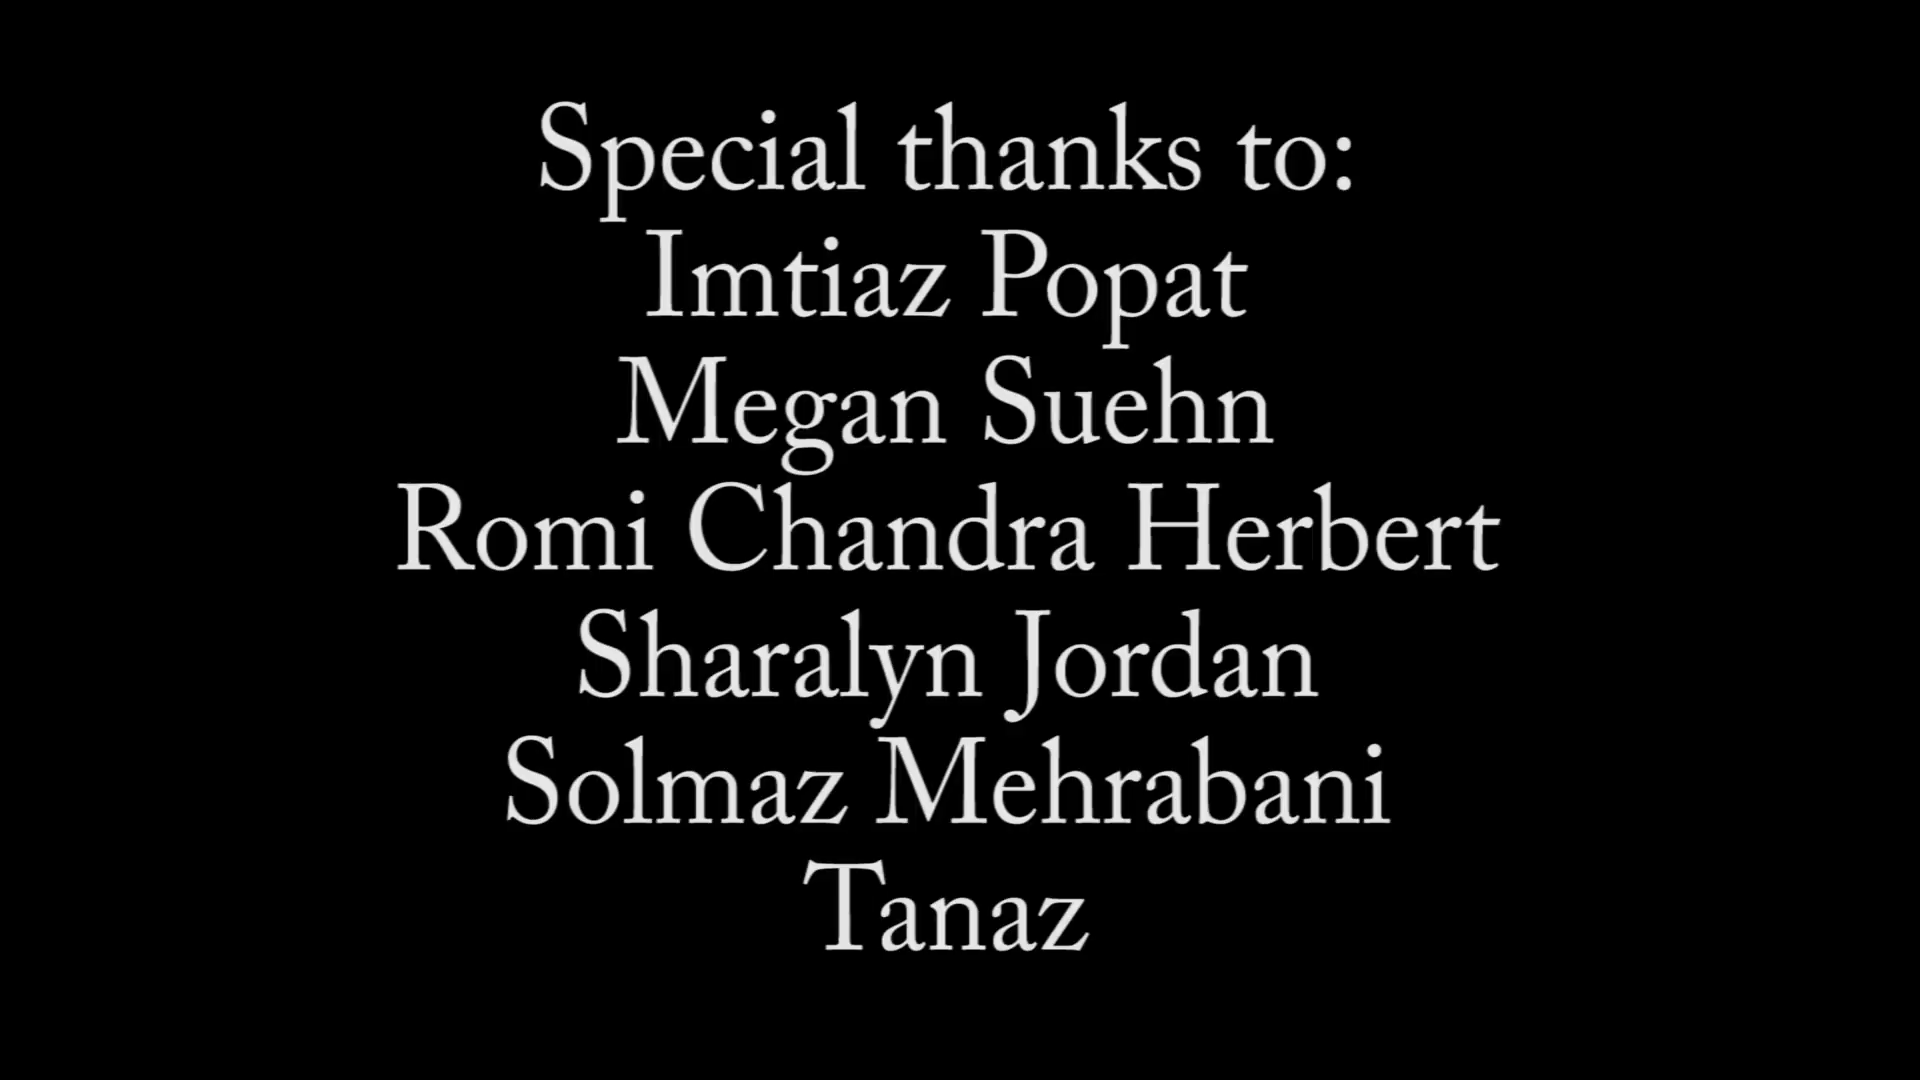 Special thanks to:
Imtiaz Popat
Megan Suehn
Romi Chandra Herbert
Sharalyn Jordan
Solmaz Mehrabani
Tanaz